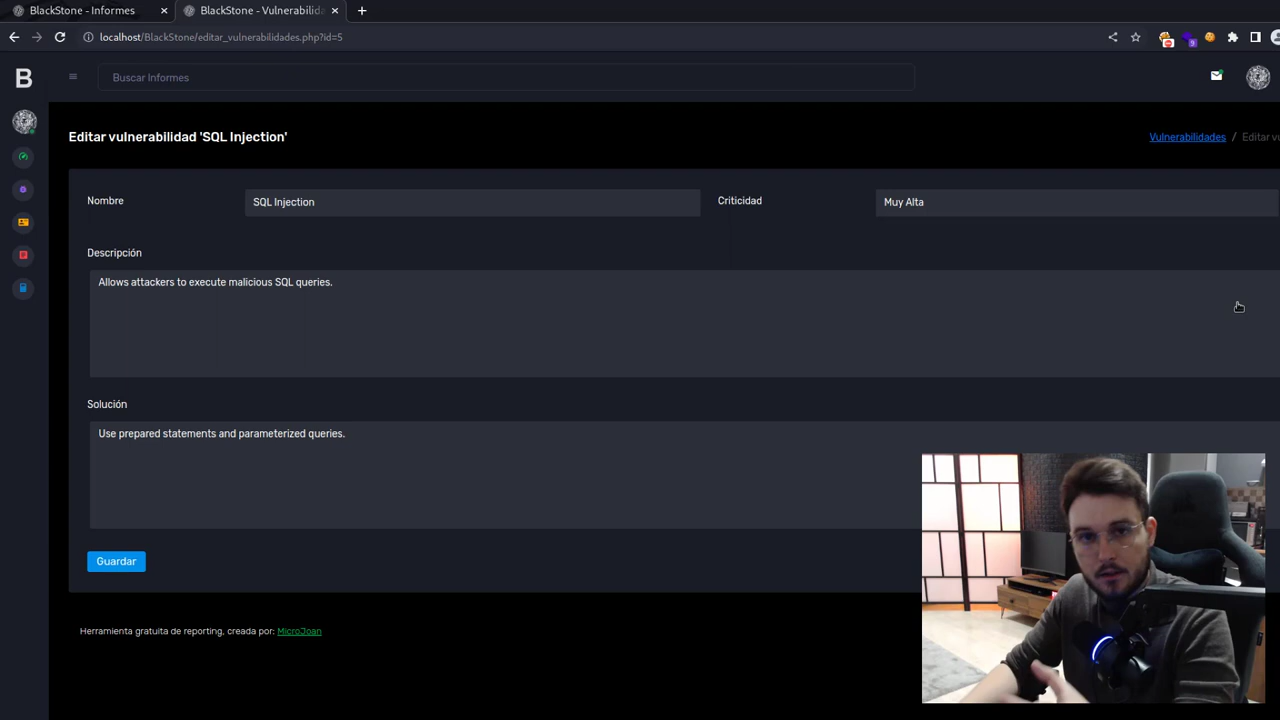 BlackStone - Informes
BlackStone - Vulnerabilid
localhost/BlackStone/editar_vulnerabilidades.php?id=5
9
B
Buscar Informes
Editar vulnerabilidad 'SQL Injection'
Vulnerabilidades / Editar vu
Nombre
SQL Injection
Criticidad
Muy Alta
Descripción
Allows attackers to execute malicious SQL queries.
Solución
Use prepared statements and parameterized queries.
Guardar
Herramienta gratuita de reporting, creada por: MicroJoan